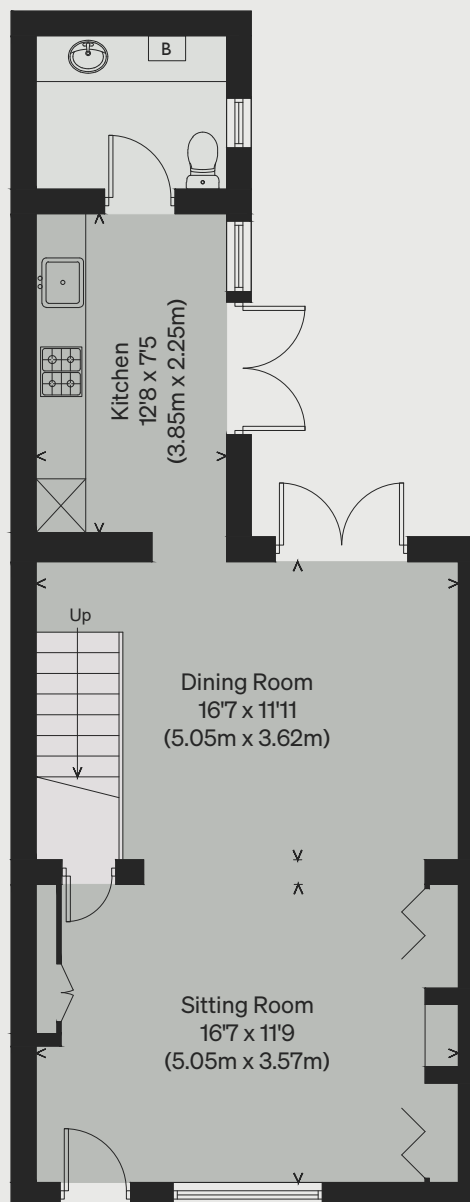 B
Kitchen
12'8 x 7'5
(3.85m x 2.25m)
Up
Dining Room
16'7 x 11'11
(5.05m x 3.62m)
Sitting Room
16'7 x 11'9
(5.05m x 3.57m)